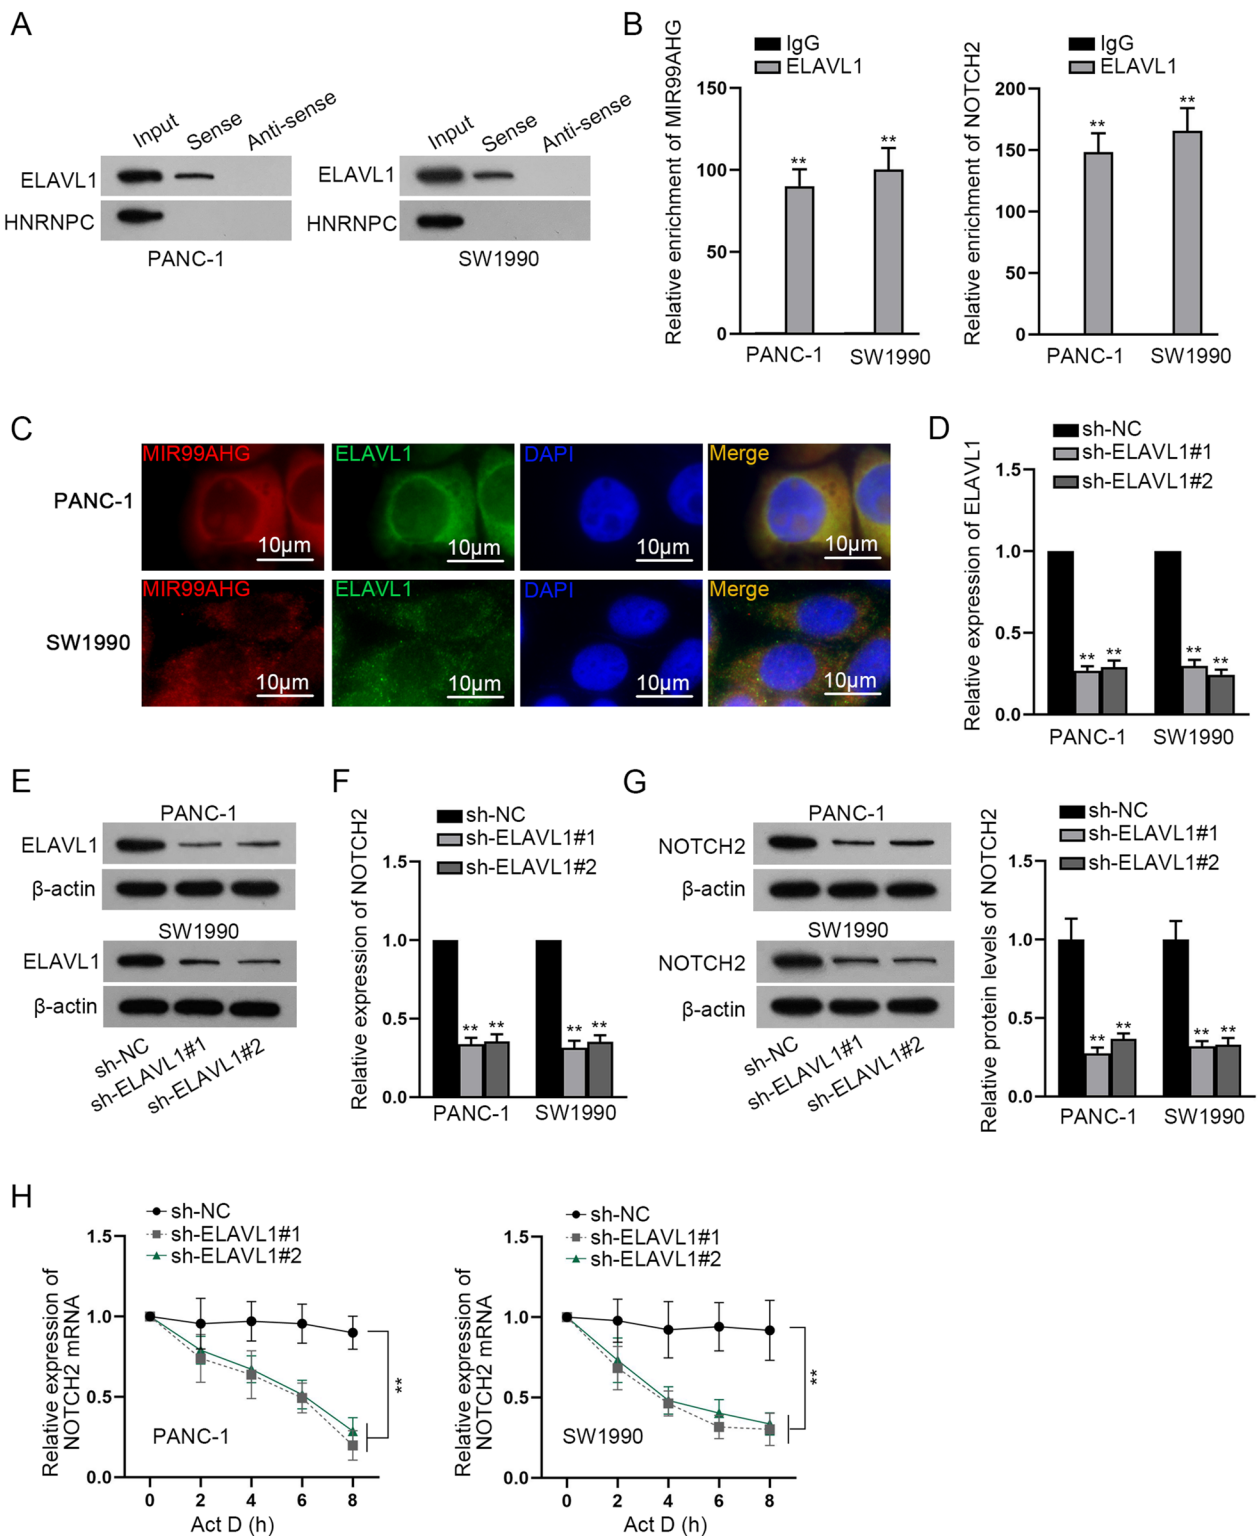 A
Input Sense Anti-sense
ELAVL1
HNRNPC
PANC-1
Input Sense Anti-sense
ELAVL1
HNRNPC
SW1990
B
IgG
ELAVL1
Relative enrichment of MIR99AHG
150
100
50
0
** **
PANC-1 SW1990
IgG
ELAVL1
Relative enrichment of NOTCH2
200
150
100
50
0
** **
PANC-1 SW1990
C
MIR99AHG ELAVL1 DAPI Merge
PANC-1
10μm 10μm 10μm 10μm
MIR99AHG ELAVL1 DAPI Merge
SW1990
10μm 10μm 10μm 10μm
D
sh-NC
sh-ELAVL1#1
sh-ELAVL1#2
Relative expression of ELAVL1
1.5
1.0
0.5
0.0
** ** ** **
PANC-1 SW1990
E
PANC-1
ELAVL1
β-actin
SW1990
ELAVL1
β-actin
sh-NC
sh-ELAVL1#1
sh-ELAVL1#2
F
sh-NC
sh-ELAVL1#1
sh-ELAVL1#2
Relative expression of NOTCH2
1.5
1.0
0.5
0.0
** ** ** **
PANC-1 SW1990
G
PANC-1
NOTCH2
β-actin
SW1990
NOTCH2
β-actin
sh-NC
sh-ELAVL1#1
sh-ELAVL1#2
sh-NC
sh-ELAVL1#1
sh-ELAVL1#2
Relative protein levels of NOTCH2
1.5
1.0
0.5
0.0
** ** ** **
PANC-1 SW1990
H
sh-NC
sh-ELAVL1#1
sh-ELAVL1#2
Relative expression of
NOTCH2 mRNA
1.5
1.0
0.5
0.0
**
PANC-1
0 2 4 6 8
Act D (h)
sh-NC
sh-ELAVL1#1
sh-ELAVL1#2
Relative expression of
NOTCH2 mRNA
1.5
1.0
0.5
0.0
**
SW1990
0 2 4 6 8
Act D (h)